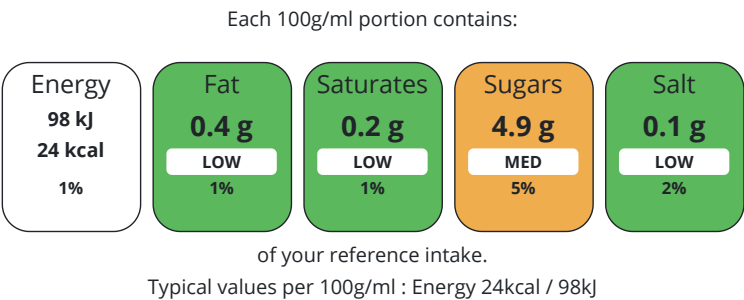 Each 100g/ml portion contains:
Energy Fat Saturates Sugars Salt
98 kJ 0.4 g 0.2 g 4.9 g 0.1 g
24 kcal LOW LOW MED LOW
1% 1% 1% 5% 2%
of your reference intake.
Typical values per 100g/ml : Energy 24kcal / 98kJ